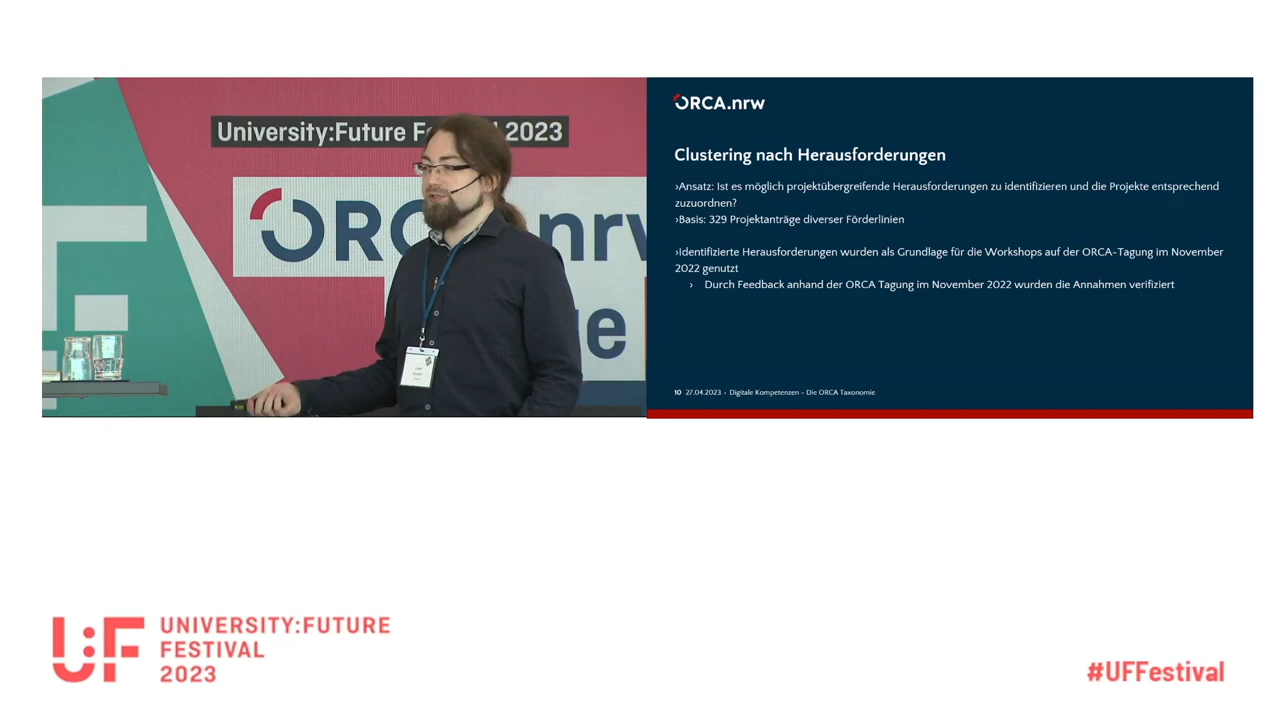 University:Future F 2023
ORCA.nrw
ue
ORCA.nrw
Clustering nach Herausforderungen
›Ansatz: Ist es möglich projektübergreifende Herausforderungen zu identifizieren und die Projekte entsprechend
zuzuordnen?
›Basis: 329 Projektanträge diverser Förderlinien
›Identifizierte Herausforderungen wurden als Grundlage für die Workshops auf der ORCA-Tagung im November
2022 genutzt
› Durch Feedback anhand der ORCA Tagung im November 2022 wurden die Annahmen verifiziert
10 27.04.2023 • Digitale Kompetenzen - Die ORCA Taxonomie
U:F
UNIVERSITY:FUTURE
FESTIVAL
2023
#UFFestival